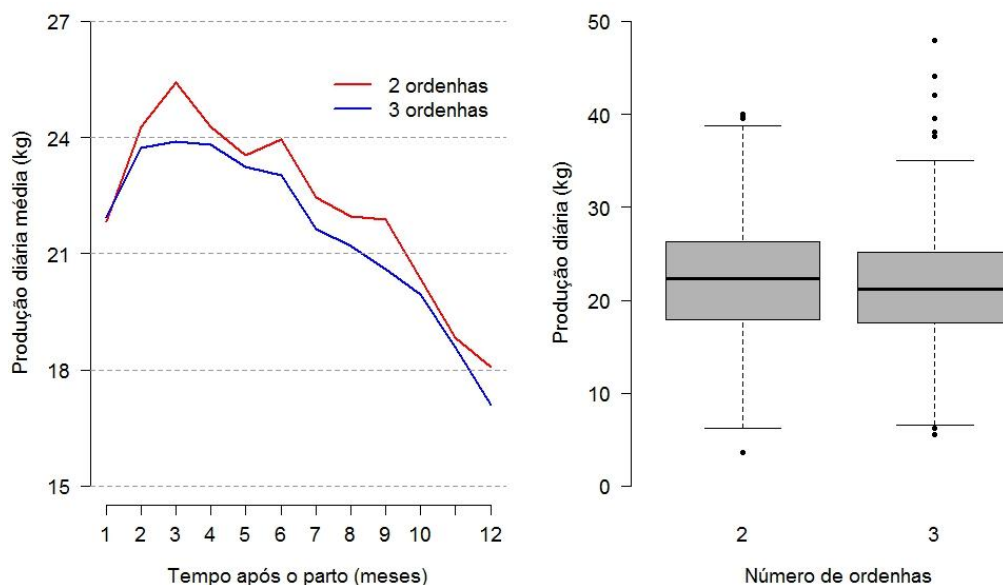 27
24
21
18
15
Produção diária média (kg)
2 ordenhas
3 ordenhas
1 2 3 4 5 6 7 8 9 10 12
Tempo após o parto (meses)
50
40
30
20
10
0
Produção diária (kg)
2 3
Número de ordenhas